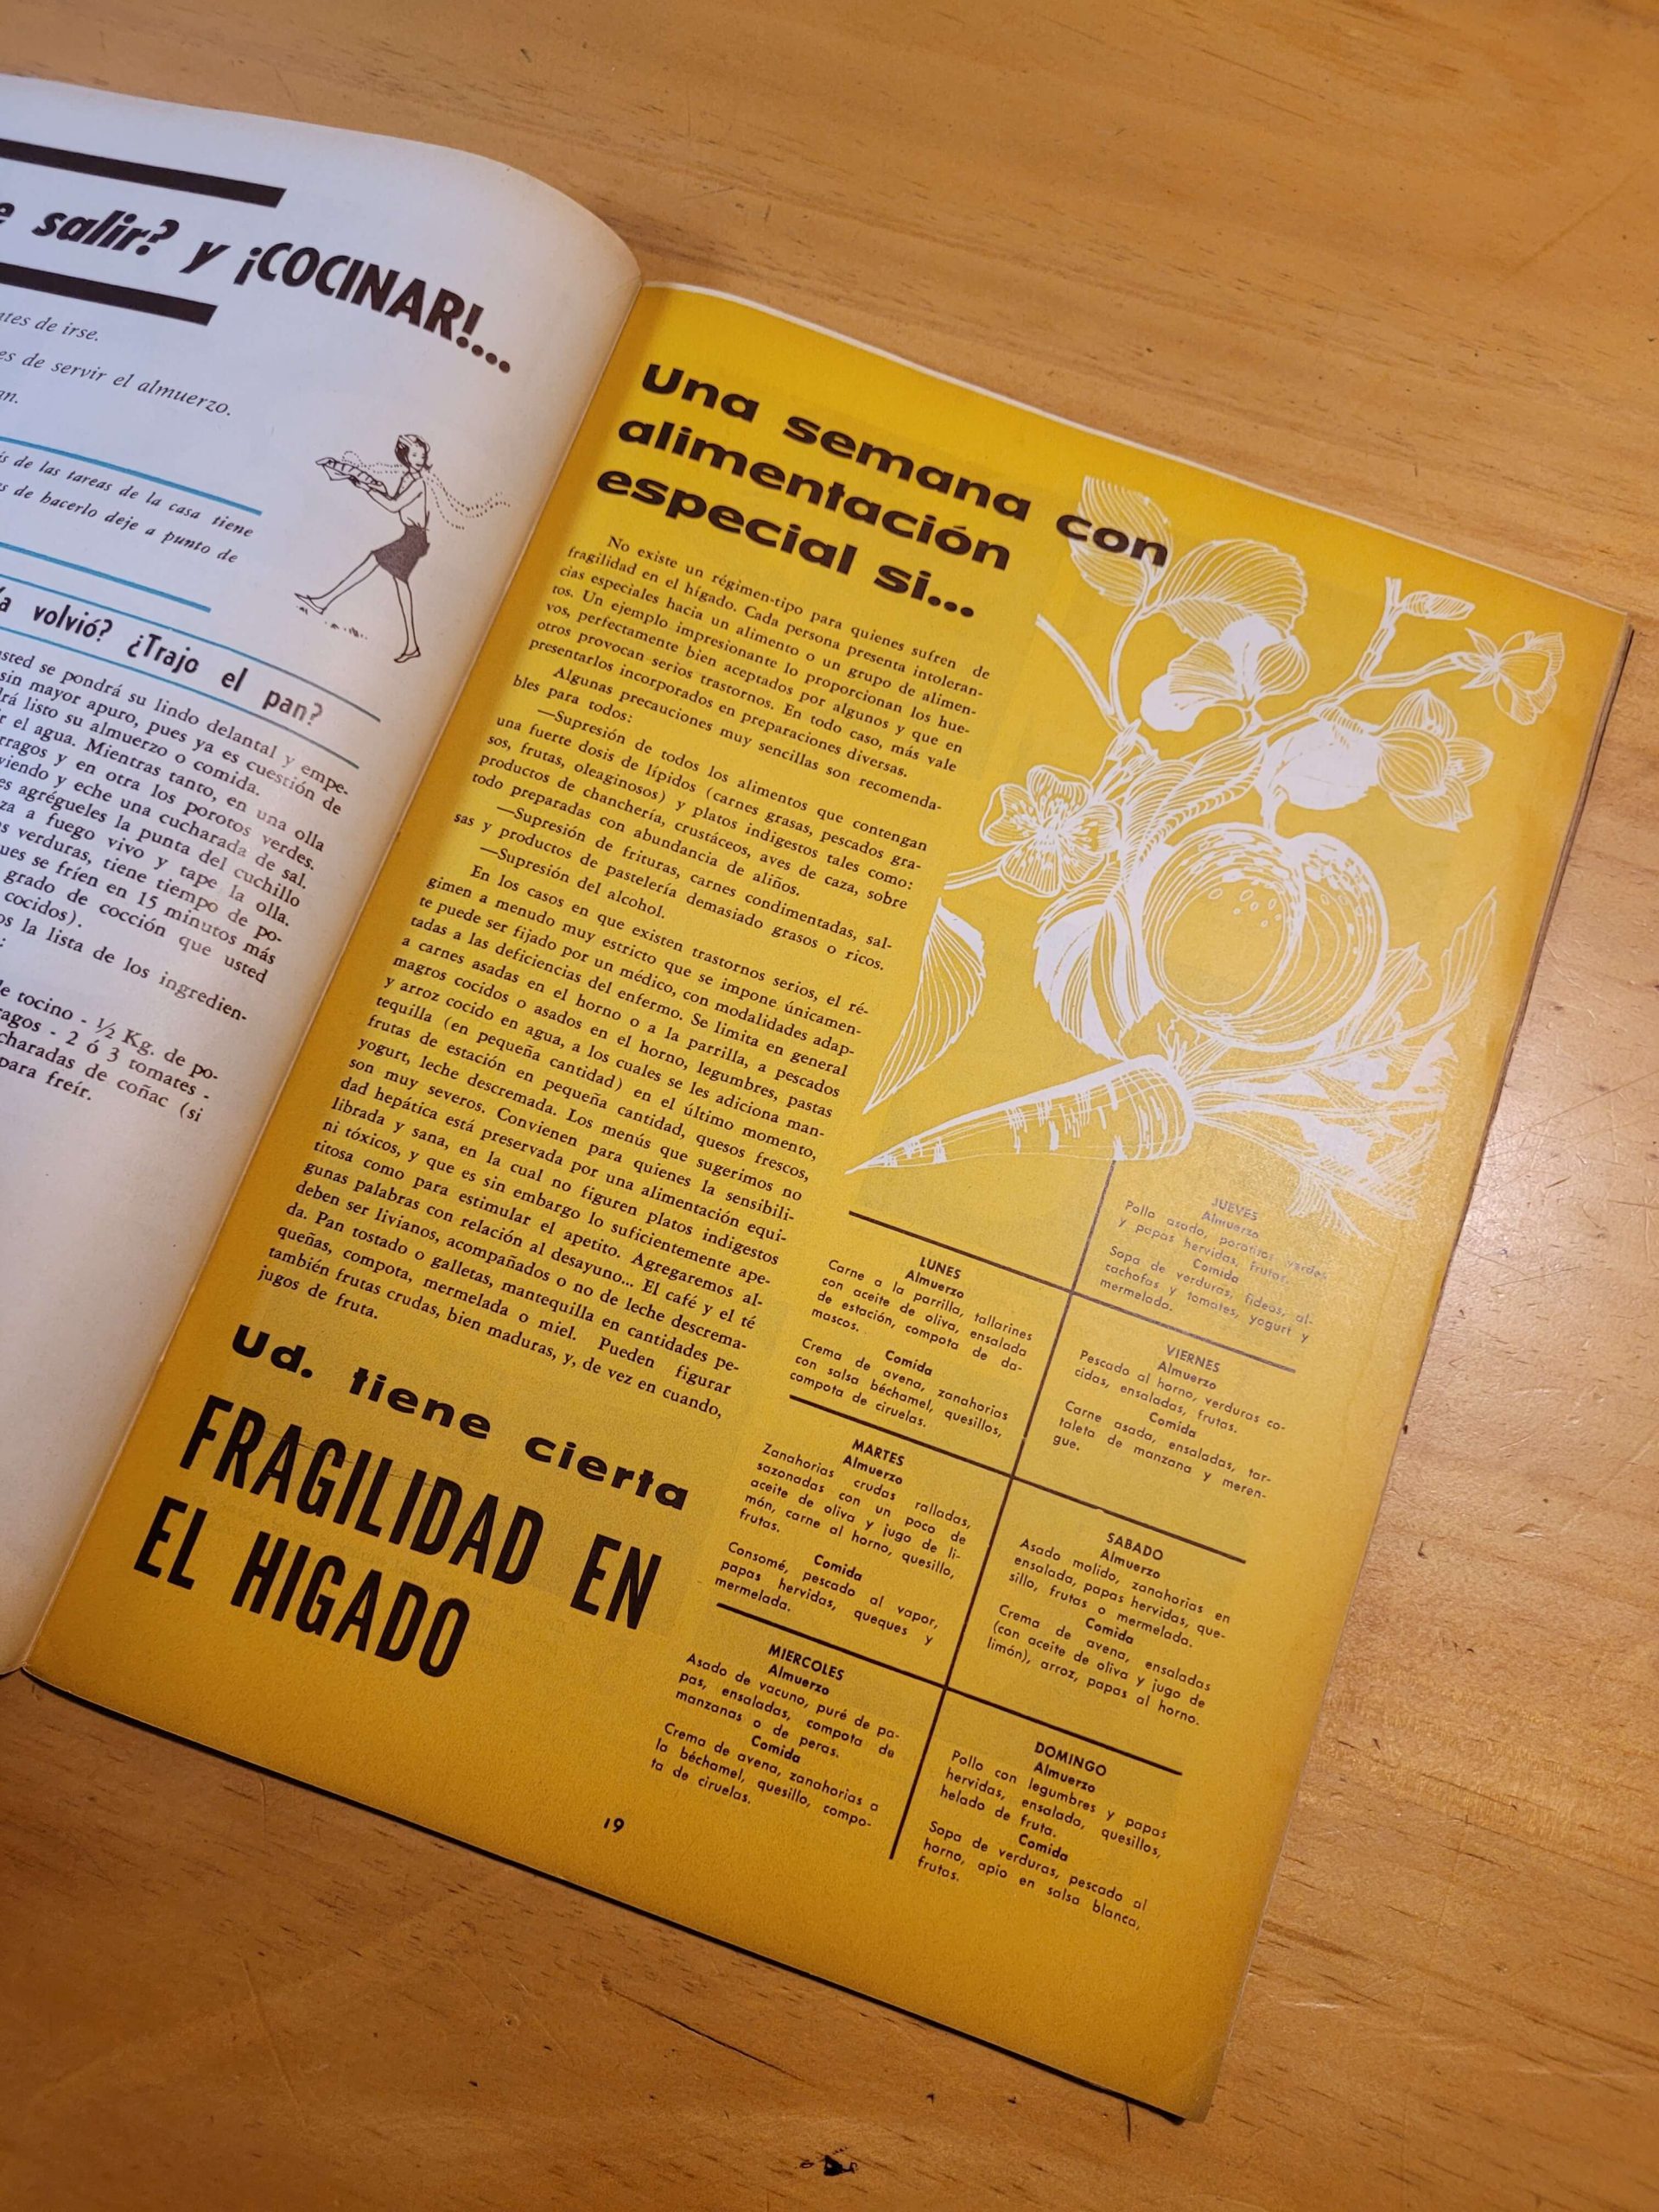 e salir? y ¡COCINAR!...
ntes de irse.
es de servir el almuerzo.
an.
s de las tareas de la casa tiene
s de hacerlo deje a punto de
Ya volvió? ¿Trajo el pan?
usted se pondrá su lindo delantal y empe-
sin mayor apuro, pues ya es cuestión de
drá listo su almuerzo o comida.
r el agua. Mientras tanto, en una olla
rragos y en otra los porotos verdes.
viendo y eche una cucharada de sal.
es agrégueles la punta del cuchillo
za a fuego vivo y tape la olla.
s verduras, tiene tiempo de po-
ues se fríen en 15 minutos más
grado de cocción que usted
cocidos).
os la lista de los ingredien-
:
e tocino - ½ Kg. de po-
ragos - 2 ó 3 tomates -
charadas de coñac (si
para freír.
Una semana con
alimentación
especial si...
No existe un régimen-tipo para quienes sufren de
fragilidad en el hígado. Cada persona presenta intoleran-
cias especiales hacia un alimento o un grupo de alimen-
tos. Un ejemplo impresionante lo proporcionan los hue-
vos, perfectamente bien aceptados por algunos y que en
otros provocan serios trastornos. En todo caso, más vale
presentarlos incorporados en preparaciones diversas.
Algunas precauciones muy sencillas son recomenda-
bles para todos:
—Supresión de todos los alimentos que contengan
una fuerte dosis de lípidos (carnes grasas, pescados gra-
sos, frutas, oleaginosos) y platos indigestos tales como:
productos de chanchería, crustáceos, aves de caza, sobre
todo preparadas con abundancia de aliños.
—Supresión de frituras, carnes condimentadas, sal-
sas y productos de pastelería demasiado grasos o ricos.
—Supresión del alcohol.
En los casos en que existen trastornos serios, el ré-
gimen a menudo muy estricto que se impone únicamen-
te puede ser fijado por un médico, con modalidades adap-
tadas a las deficiencias del enfermo. Se limita en general
a carnes asadas en el horno o a la parrilla, a pescados
magros cocidos o asados en el horno, legumbres, pastas
y arroz cocido en agua, a los cuales se les adiciona man-
tequilla (en pequeña cantidad) en el último momento,
frutas de estación en pequeña cantidad, quesos frescos,
yogurt, leche descremada. Los menús que sugerimos no
son muy severos. Convienen para quienes la sensibili-
dad hepática está preservada por una alimentación equi-
librada y sana, en la cual no figuren platos indigestos
ni tóxicos, y que es sin embargo lo suficientemente ape-
titosa como para estimular el apetito. Agregaremos al-
gunas palabras con relación al desayuno... El café y el té
deben ser livianos, acompañados o no de leche descrema-
da. Pan tostado o galletas, mantequilla en cantidades pe-
queñas, compota, mermelada o miel. Pueden figurar
también frutas crudas, bien maduras, y, de vez en cuando,
jugos de fruta.
Ud. tiene cierta
FRAGILIDAD EN
EL HIGADO
LUNES
Almuerzo
Carne a la parrilla, tallarines
con aceite de oliva, ensalada
de estación, compota de da-
mascos.
Comida
Crema de avena, zanahorias
con salsa béchamel, quesillos,
compota de ciruelas.
MARTES
Almuerzo
Zanahorias crudas ralladas,
sazonadas con un poco de
aceite de oliva y jugo de li-
món, carne al horno, quesillo,
frutas.
Comida
Consomé, pescado al vapor,
papas hervidas, queques y
mermelada.
MIERCOLES
Almuerzo
Asado de vacuno, puré de pa-
pas, ensaladas, compota de
manzanas o de peras.
Comida
Crema de avena, zanahorias a
la béchamel, quesillo, compo-
ta de ciruelas.
JUEVES
Almuerzo
Pollo asado, porotitos verdes
y papas hervidas, frutas.
Comida
Sopa de verduras, fideos, al-
cachofas y tomates, yogurt y
mermelada.
VIERNES
Almuerzo
Pescado al horno, verduras co-
cidas, ensaladas, frutas.
Comida
Carne asada, ensaladas, tar-
taleta de manzana y meren-
gue.
SABADO
Almuerzo
Asado molido, zanahorias en
ensalada, papas hervidas, que-
sillo, frutas o mermelada.
Comida
Crema de avena, ensaladas
(con aceite de oliva y jugo de
limón), arroz, papas al horno.
DOMINGO
Almuerzo
Pollo con legumbres y papas
hervidas, ensalada, quesillos,
helado de fruta.
Comida
Sopa de verduras, pescado al
horno, apio en salsa blanca,
frutas.
19